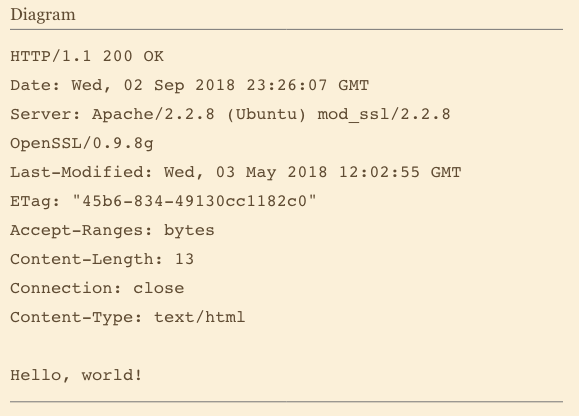 Diagram
HTTP/1.1 200 OK
Date: Wed, 02 Sep 2018 23:26:07 GMT
Server: Apache/2.2.8 (Ubuntu) mod_ssl/2.2.8
OpenSSL/0.9.8g
Last-Modified: Wed, 03 May 2018 12:02:55 GMT
ETag: "45b6-834-49130cc1182c0"
Accept-Ranges: bytes
Content-Length: 13
Connection: close
Content-Type: text/html

Hello, world!